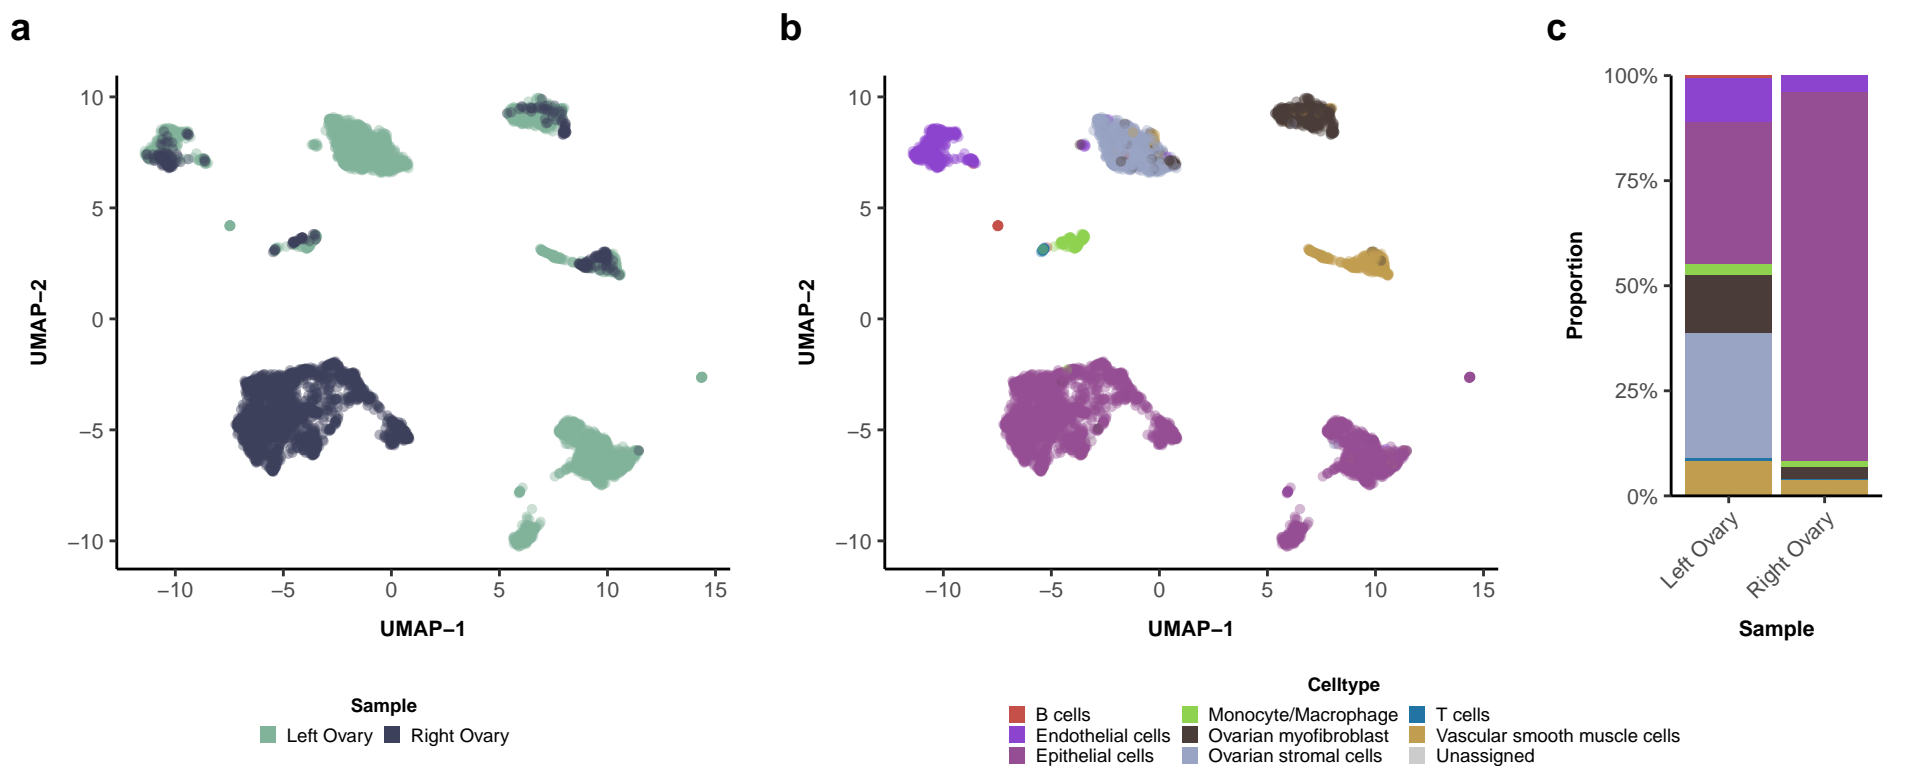 a
b
c
10
5
0
−5
−10
UMAP−2
−10
−5
0
5
10
15
UMAP−1
Sample
Left Ovary
Right Ovary
10
5
0
−5
−10
UMAP−2
−10
−5
0
5
10
15
UMAP−1
Celltype
B cells
Endothelial cells
Epithelial cells
Monocyte/Macrophage
Ovarian myofibroblast
Ovarian stromal cells
T cells
Vascular smooth muscle cells
Unassigned
100%
75%
50%
25%
0%
Proportion
Left Ovary
Right Ovary
Sample